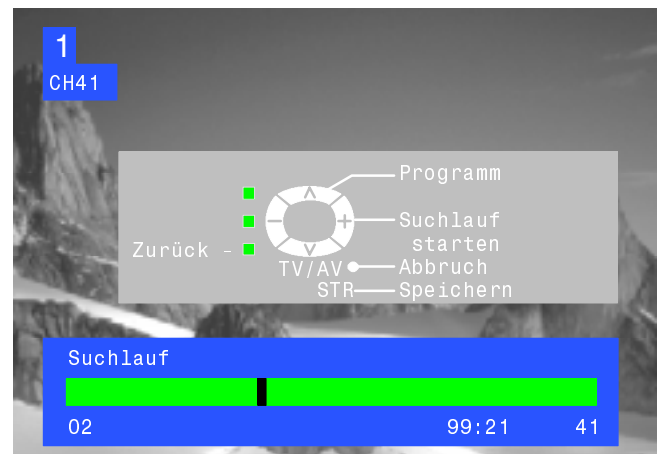 1
CH41
Programm
Suchlauf
starten
Zurück -
TV/AV Abbruch
STR Speichern
Suchlauf
02 99:21 41